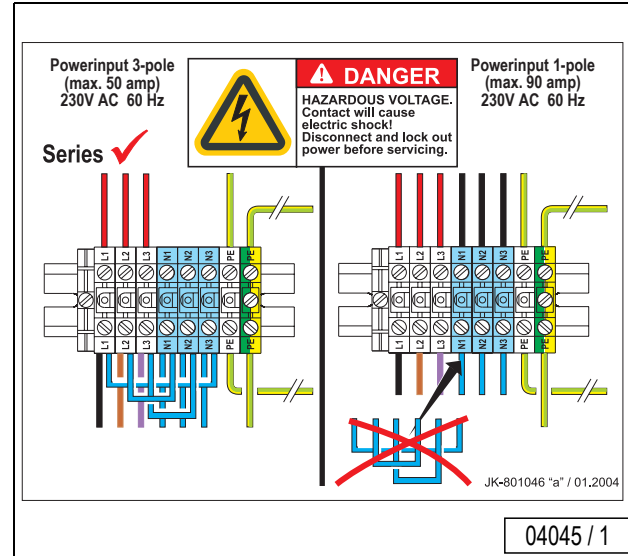 Powerinput 3-pole
(max. 50 amp)
230V AC 60 Hz
DANGER
HAZARDOUS VOLTAGE.
Contact will cause
electric shock!
Disconnect and lock out
power before servicing.
Powerinput 1-pole
(max. 90 amp)
230V AC 60 Hz
Series
L1 L2 L3 N1 N2 N3 PE PE
L1 L2 L3 N1 N2 N3 PE PE
L1 L2 L3 N1 N2 N3 PE PE
L1 L2 L3 N1 N2 N3 PE PE
JK-801046 "a" / 01.2004
04045 / 1